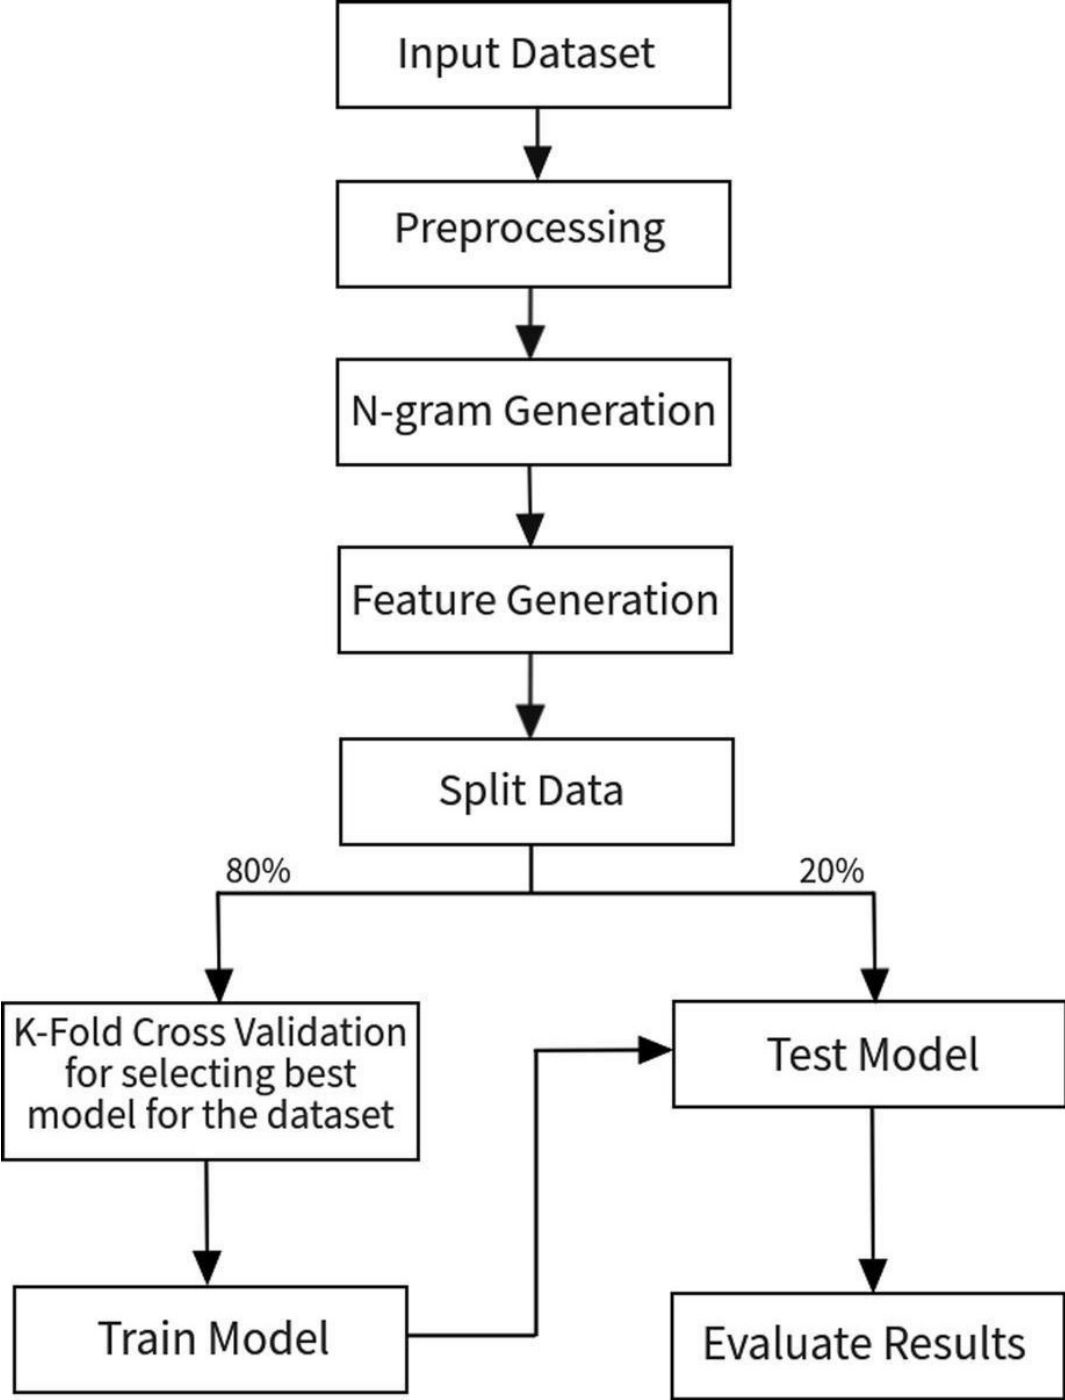 Input Dataset
Preprocessing
N-gram Generation
Feature Generation
Split Data
80%
20%
K-Fold Cross Validation
for selecting best
model for the dataset
Test Model
Train Model
Evaluate Results